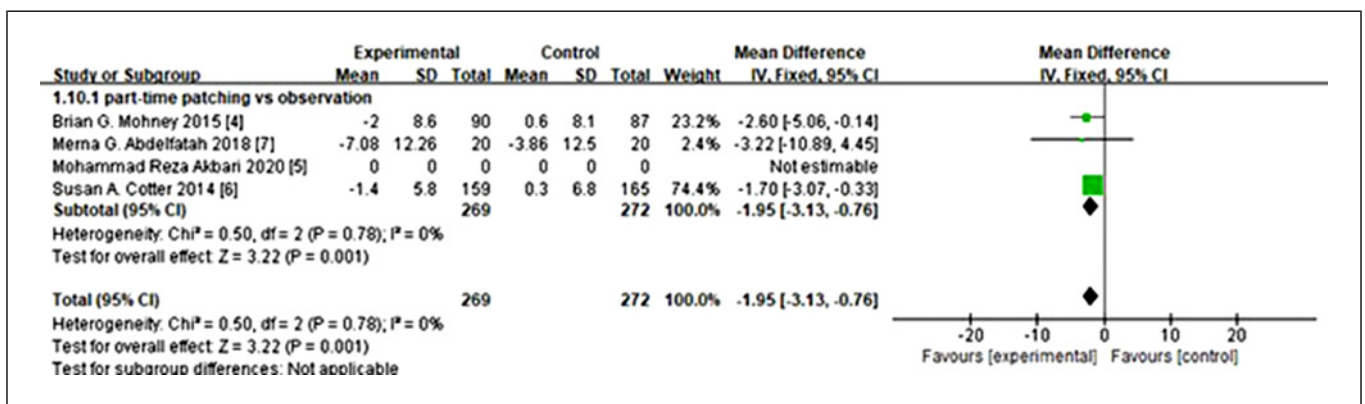 Experimental Control Mean Difference Mean Difference
Study or Subgroup Mean SD Total Mean SD Total Weight IV, Fixed, 95% CI IV, Fixed, 95% CI
1.10.1 part-time patching vs observation
Brian G. Mohney 2015 [4] -2 8.6 90 0.6 8.1 87 23.2% -2.60 [-5.06, -0.14]
Merna G. Abdelfatah 2018 [7] -7.08 12.26 20 -3.86 12.5 20 2.4% -3.22 [-10.89, 4.45]
Mohammad Reza Akbari 2020 [5] 0 0 0 0 0 0 Not estimable
Susan A. Cotter 2014 [6] -1.4 5.8 159 0.3 6.8 165 74.4% -1.70 [-3.07, -0.33]
Subtotal (95% CI) 269 272 100.0% -1.95 [-3.13, -0.76]
Heterogeneity: Chi² = 0.50, df = 2 (P = 0.78); I² = 0%
Test for overall effect: Z = 3.22 (P = 0.001)
Total (95% CI) 269 272 100.0% -1.95 [-3.13, -0.76]
Heterogeneity: Chi² = 0.50, df = 2 (P = 0.78); I² = 0%
Test for overall effect: Z = 3.22 (P = 0.001)
Test for subgroup differences: Not applicable
-20 -10 0 10 20
Favours [experimental] Favours [control]